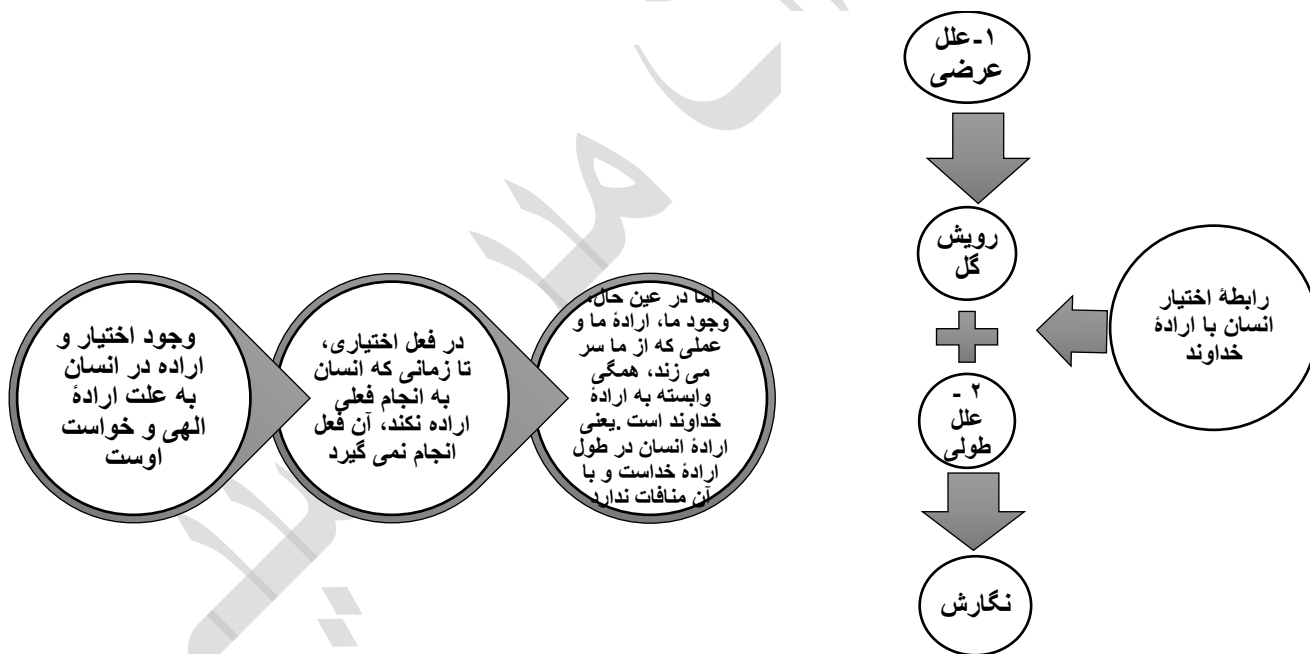 ۱-علل
عرضی
رویش
گل
۲ -
علل
طولی
نگارش
رابطهٔ اختیار
انسان با ارادهٔ
خداوند
وجود اختیار و
اراده در انسان
به علت ارادهٔ
الهی و خواست
اوست
در فعل اختیاری،
تا زمانی که انسان
به انجام فعلی
اراده نکند، آن فعل
انجام نمی گیرد
اما در عین حال،
وجود ما، ارادهٔ ما و
عملی که از ما سر
می زند، همگی
وابسته به ارادهٔ
خداوند است .یعنی
ارادهٔ انسان در طول
ارادهٔ خداست و با
آن منافات ندارد